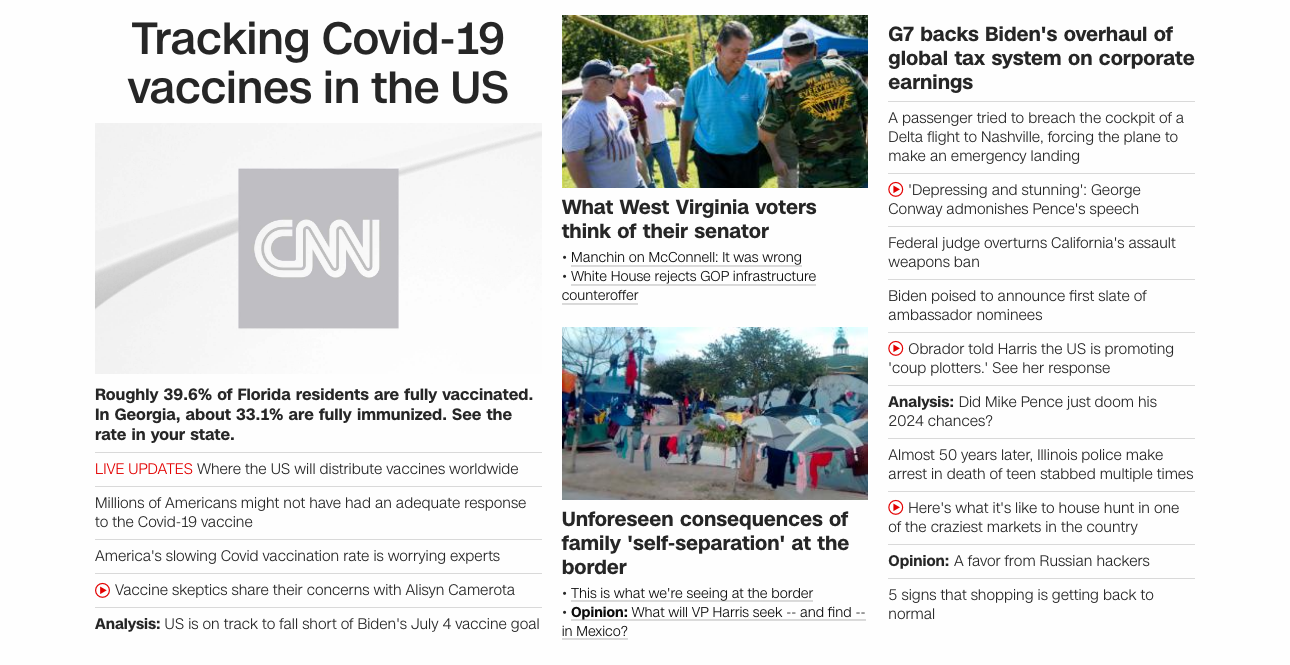 Tracking Covid-19
vaccines in the US
CNN
Roughly 39.6% of Florida residents are fully vaccinated.
In Georgia, about 33.1% are fully immunized. See the
rate in your state.
LIVE UPDATES Where the US will distribute vaccines worldwide
Millions of Americans might not have had an adequate response
to the Covid-19 vaccine
America's slowing Covid vaccination rate is worrying experts
Vaccine skeptics share their concerns with Alisyn Camerota
Analysis: US is on track to fall short of Biden's July 4 vaccine goal
WE ARE
EVERYWHERE
UMWA
What West Virginia voters
think of their senator
• Manchin on McConnell: It was wrong
• White House rejects GOP infrastructure
counteroffer
Unforeseen consequences of
family 'self-separation' at the
border
• This is what we're seeing at the border
• Opinion: What will VP Harris seek -- and find --
in Mexico?
G7 backs Biden's overhaul of
global tax system on corporate
earnings
A passenger tried to breach the cockpit of a
Delta flight to Nashville, forcing the plane to
make an emergency landing
'Depressing and stunning': George
Conway admonishes Pence's speech
Federal judge overturns California's assault
weapons ban
Biden poised to announce first slate of
ambassador nominees
Obrador told Harris the US is promoting
'coup plotters.' See her response
Analysis: Did Mike Pence just doom his
2024 chances?
Almost 50 years later, Illinois police make
arrest in death of teen stabbed multiple times
Here's what it's like to house hunt in one
of the craziest markets in the country
Opinion: A favor from Russian hackers
5 signs that shopping is getting back to
normal